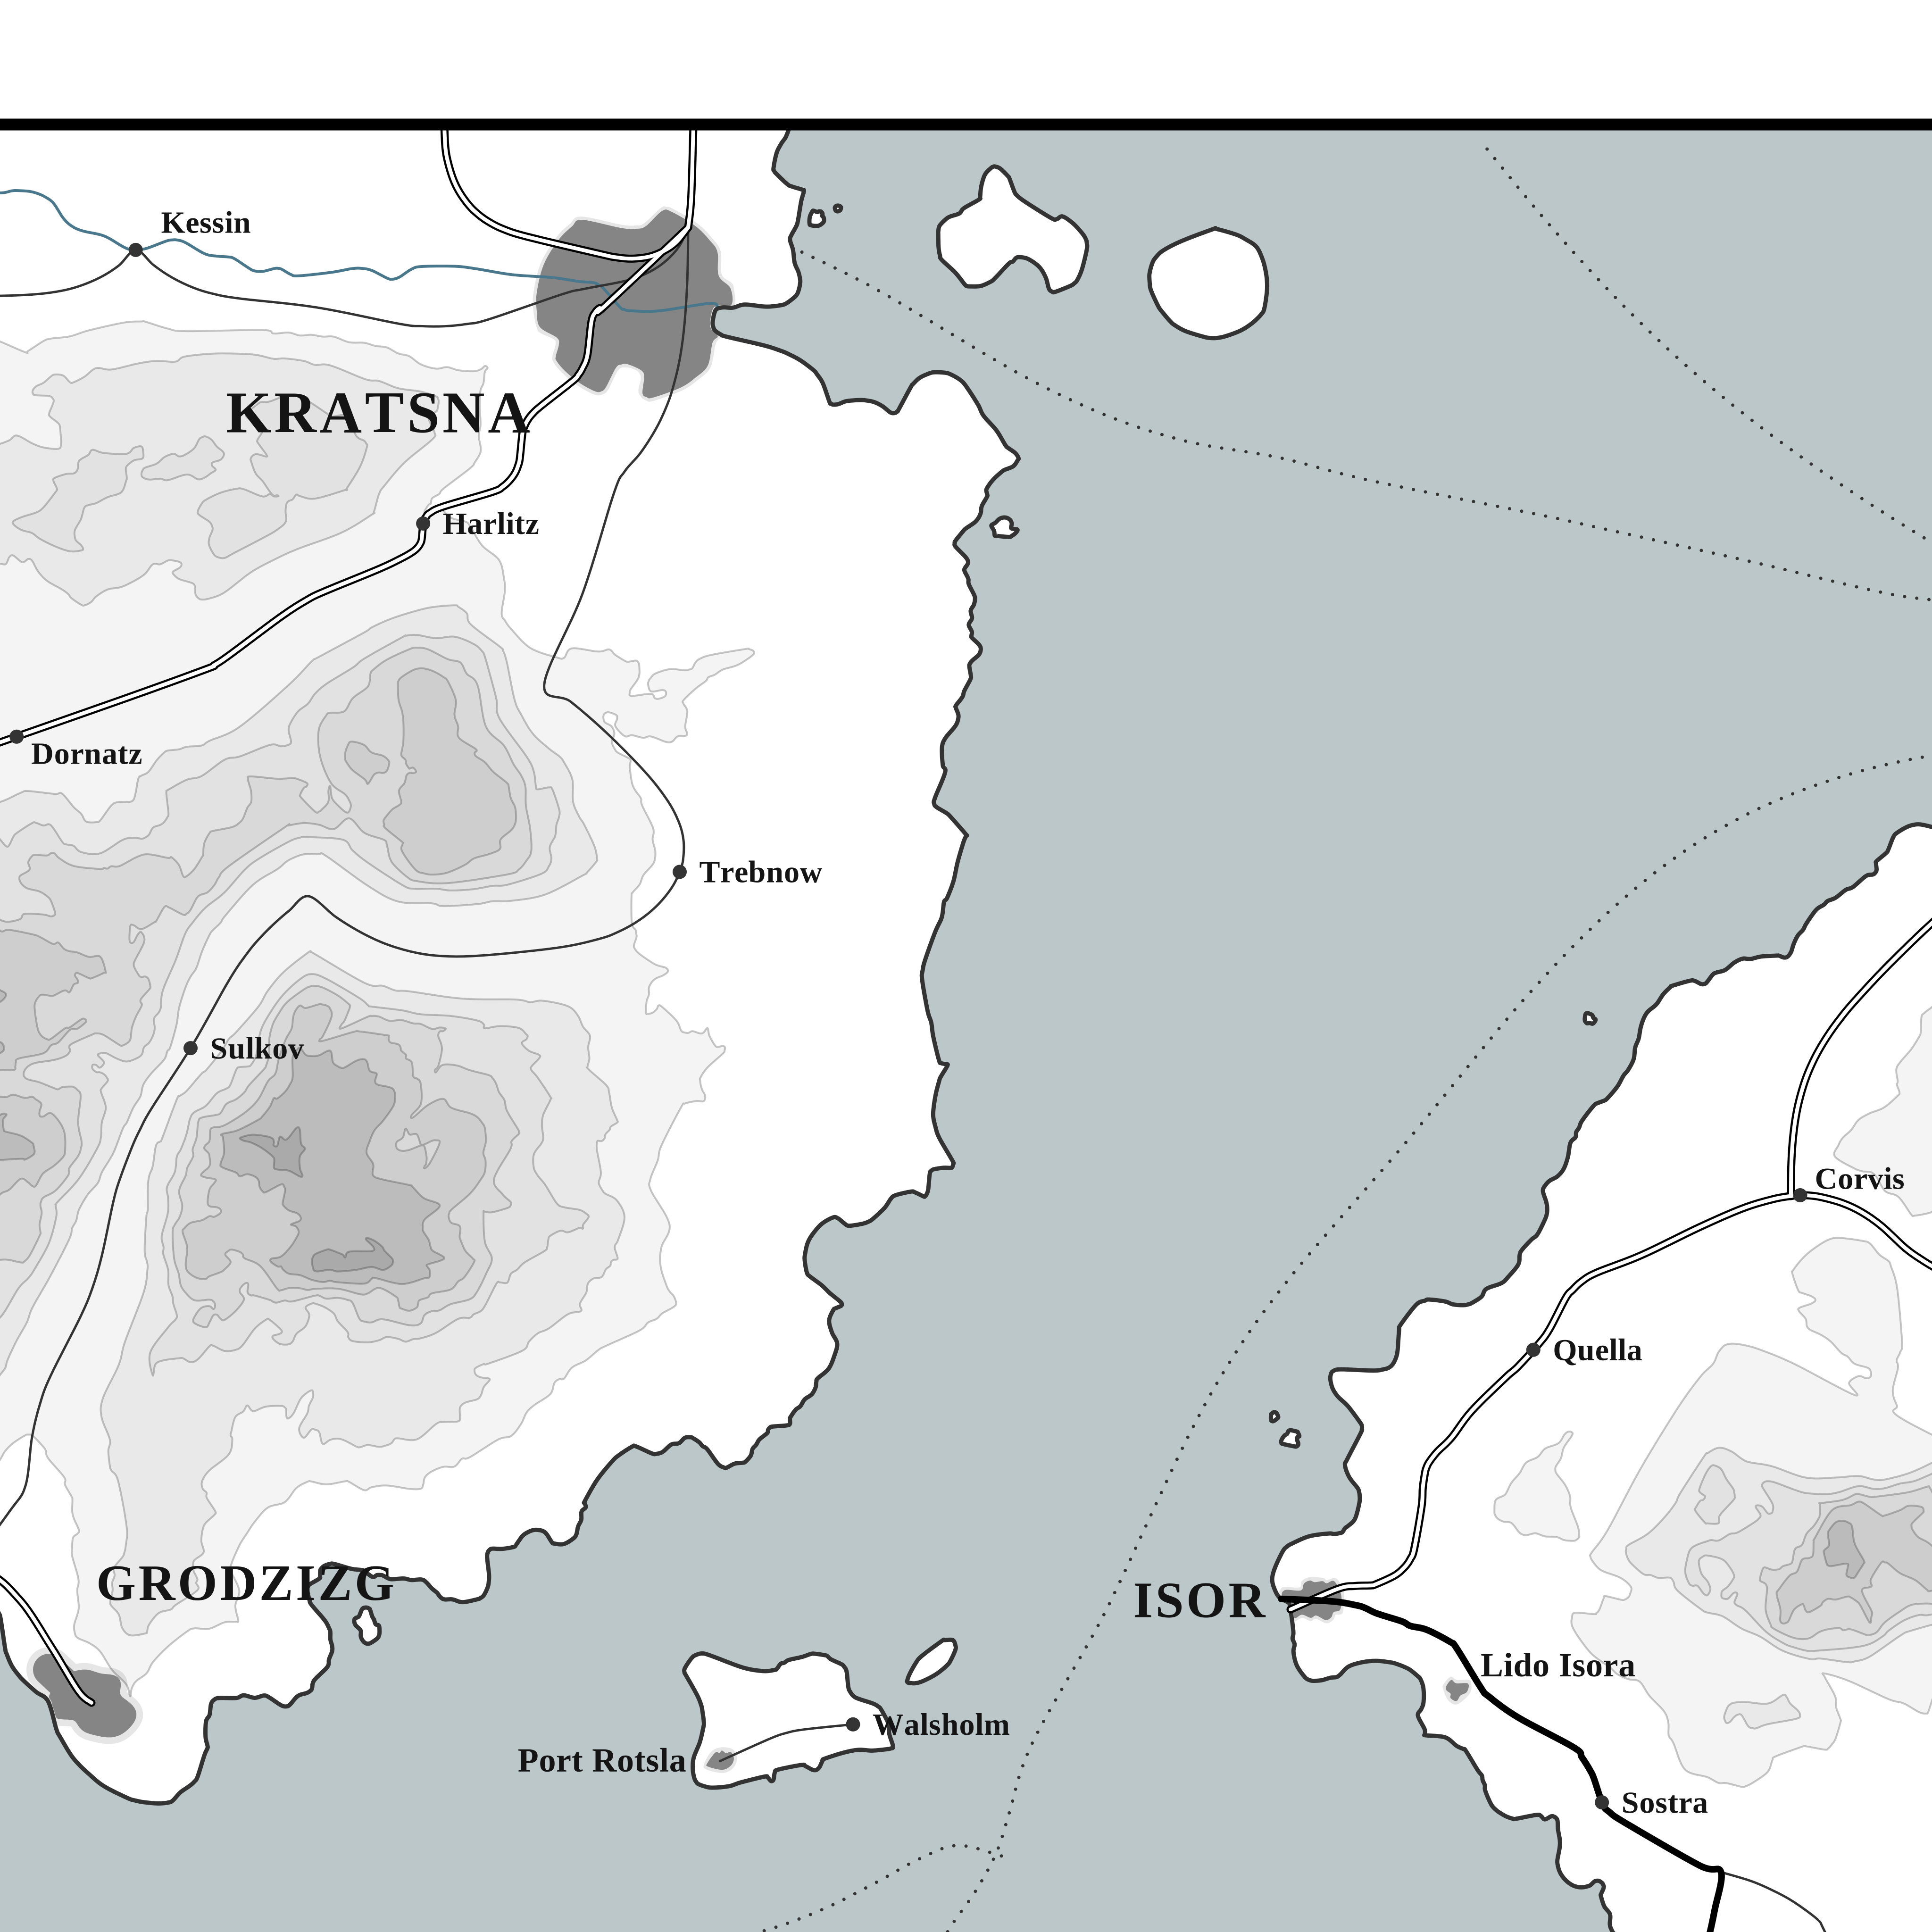 Kessin
KRATSNA
Harlitz
Dornatz
Trebnow
Sulkov
Corvis
Quella
GRODZIZG
ISOR
Lido Isora
Walsholm
Port Rotsla
Sostra